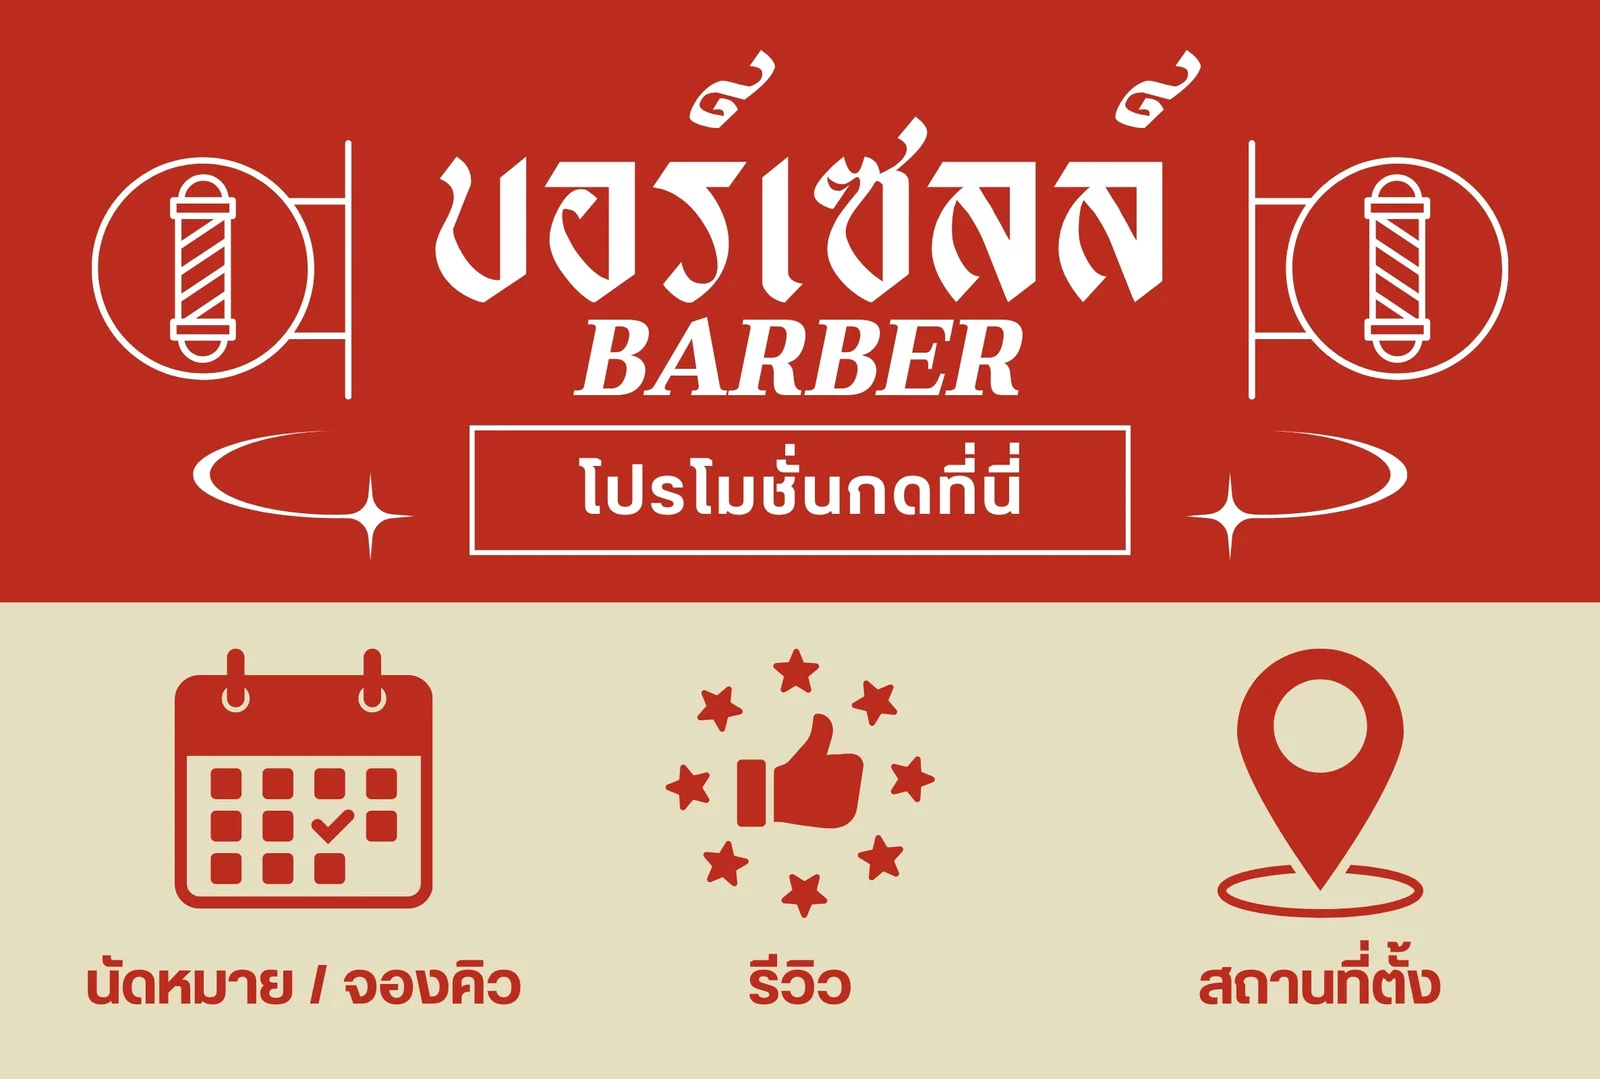 บอร์เซลล์
BARBER
โปรโมชั่นกดที่นี่
นัดหมาย / จองคิว
รีวิว
สถานที่ตั้ง